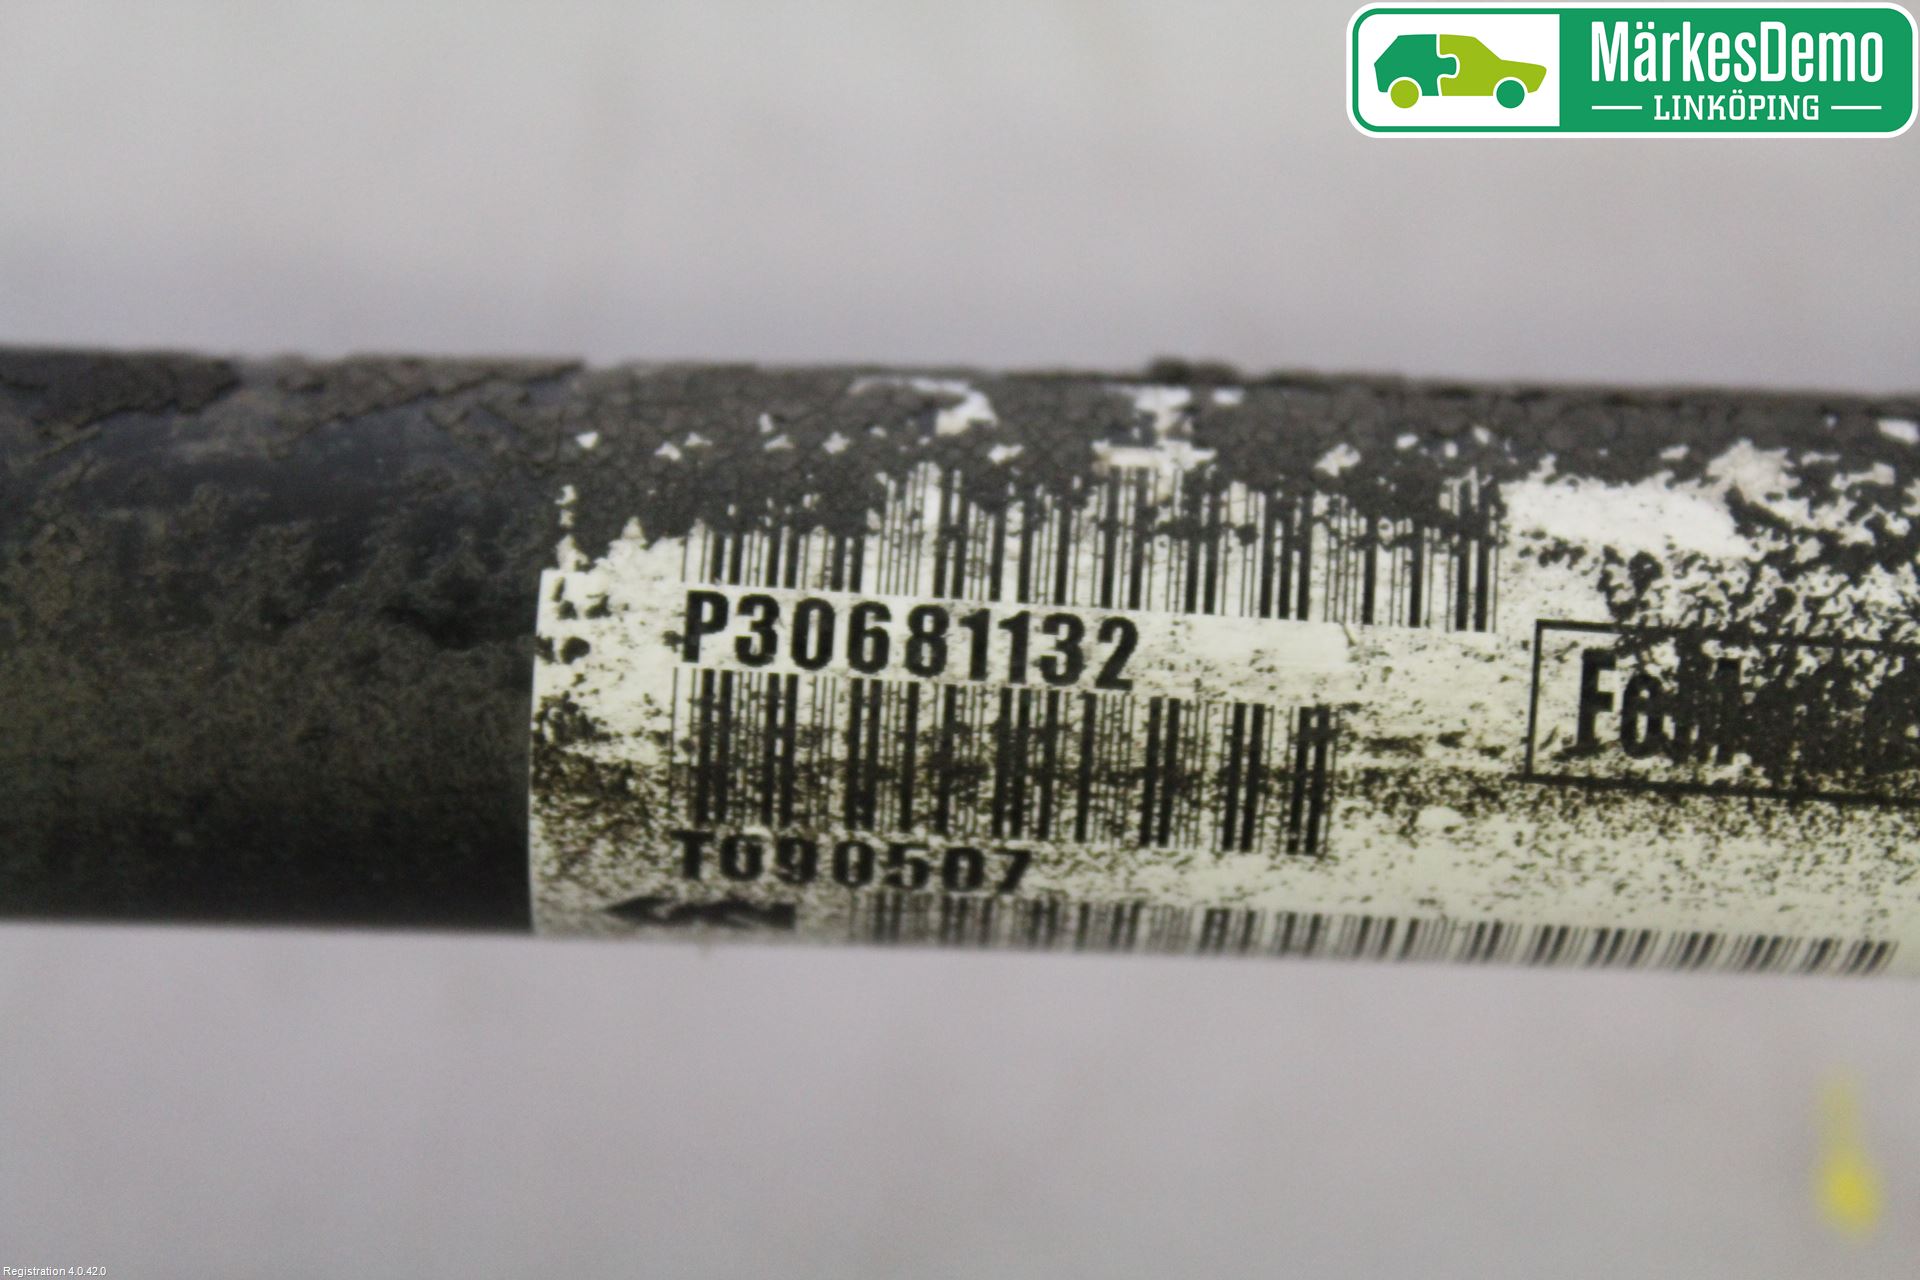 MärkesDemo
LINKÖPING
P30681132
T090507
Registration 4.0.42.0